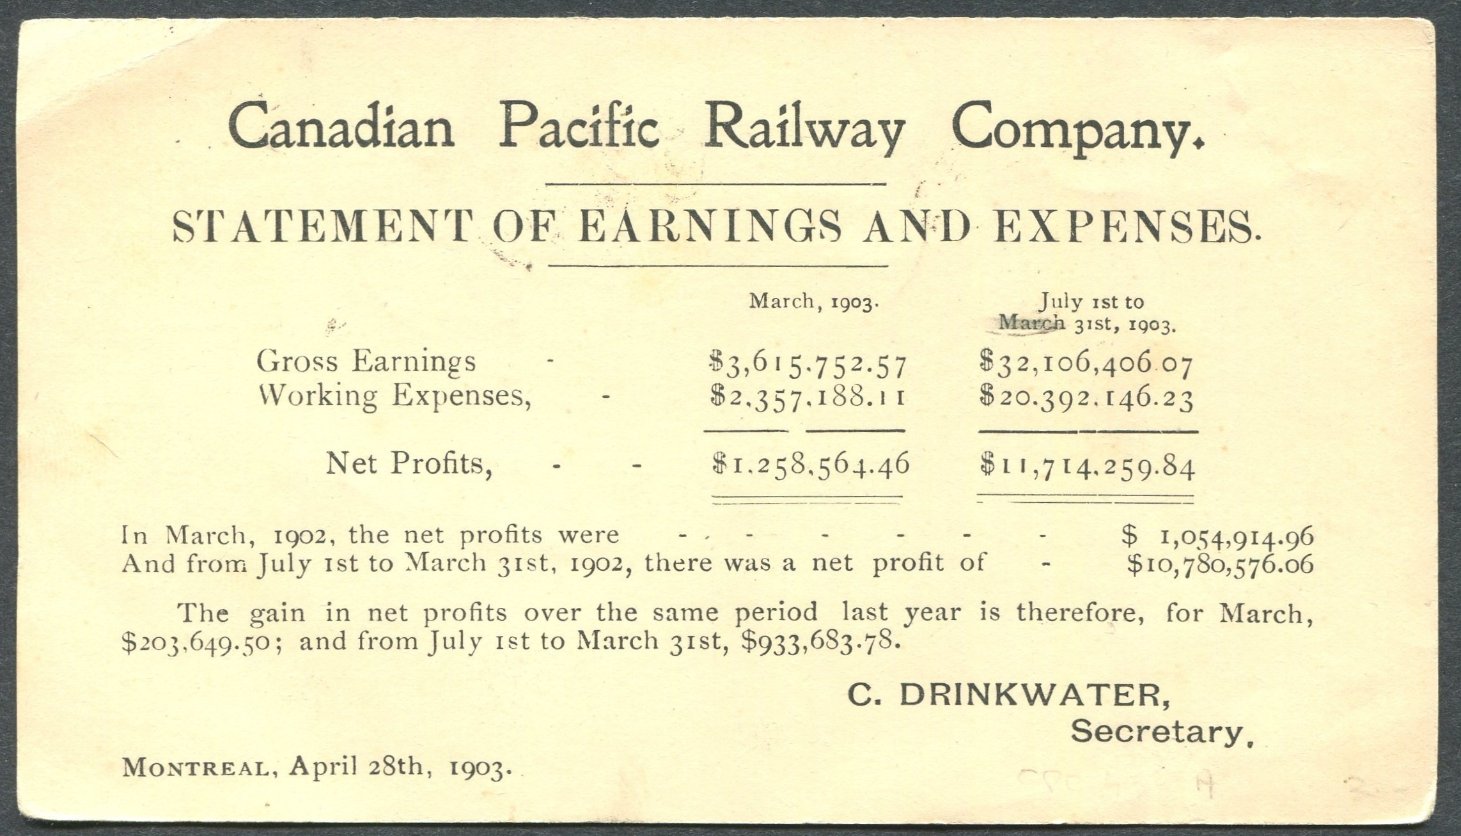 Canadian Pacific Railway Company.
STATEMENT OF EARNINGS AND EXPENSES.
March, 1903. July 1st to
March 31st, 1903.
Gross Earnings - $3,615.752.57 $32,106,406.07
Working Expenses, - $2,357,188.11 $20.392.146.23
Net Profits, - - $1.258,564.46 $11,714,259.84
In March, 1902, the net profits were - - - - - - $ 1,054,914.96
And from July 1st to March 31st, 1902, there was a net profit of - $10,780,576.06
The gain in net profits over the same period last year is therefore, for March,
$203,649.50; and from July 1st to March 31st, $933,683.78.
C. DRINKWATER,
Secretary.
MONTREAL, April 28th, 1903.